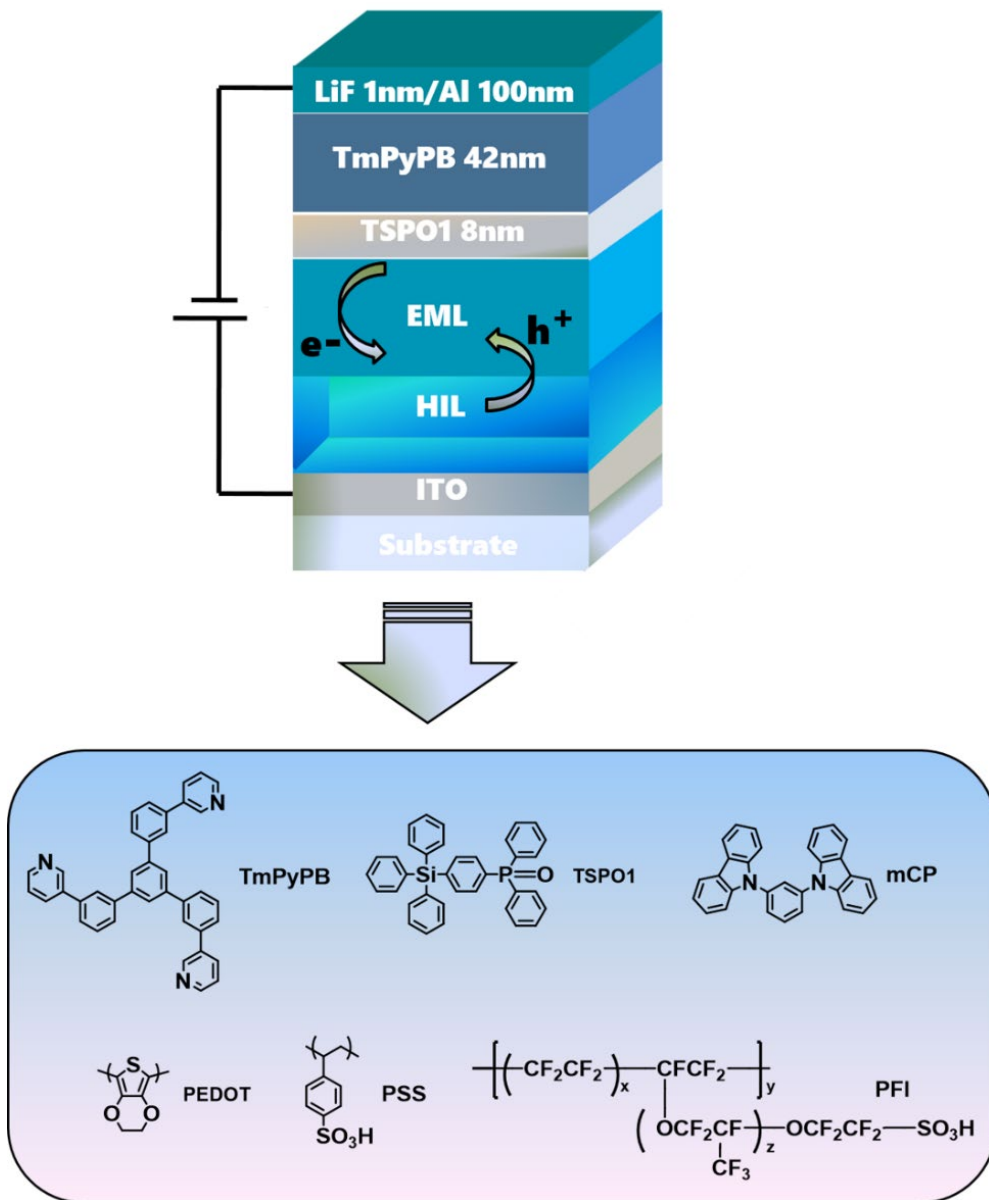 LiF 1nm/Al 100nm
TmPyPB 42nm
TSPO1 8nm
EML
e-
h+
HIL
ITO
Substrate
N
N
N
TmPyPB
Si
P
O
TSPO1
N
N
mCP
S
O
O
PEDOT
SO3H
PSS
CF2CF2
x
CFCF2
y
OCF2CF
z
OCF2CF2
SO3H
CF3
PFI